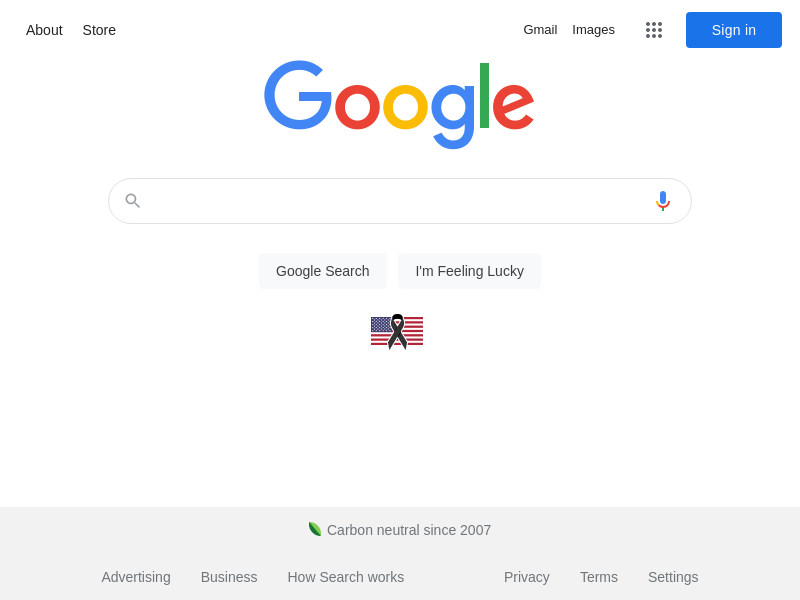 About Store Gmail Images Sign in
Google
Google Search I'm Feeling Lucky
Carbon neutral since 2007
Advertising Business How Search works Privacy Terms Settings